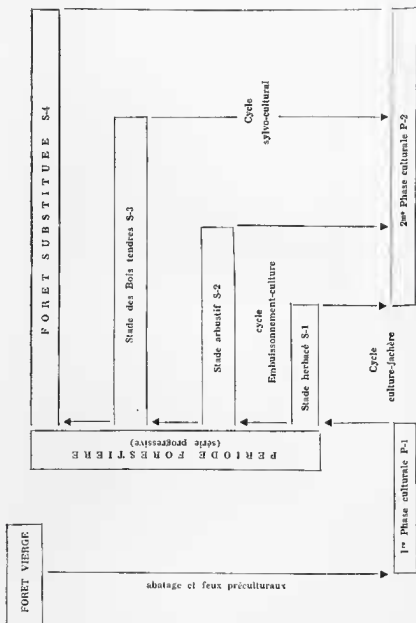 FORET VIERGE
abatage et feux préculturaux
1re Phase culturale P-1
PERIODE FORESTIERE
(série progressive)
FORET SUBSTITUEE S-4
Stade des Bois tendres S-3
Stade arbustif S-2
Stade herbacé S-1
Cycle
sylvo-cultural
cycle
Embuissonnement-culture
Cycle
culture-jachère
2me Phase culturale P-2